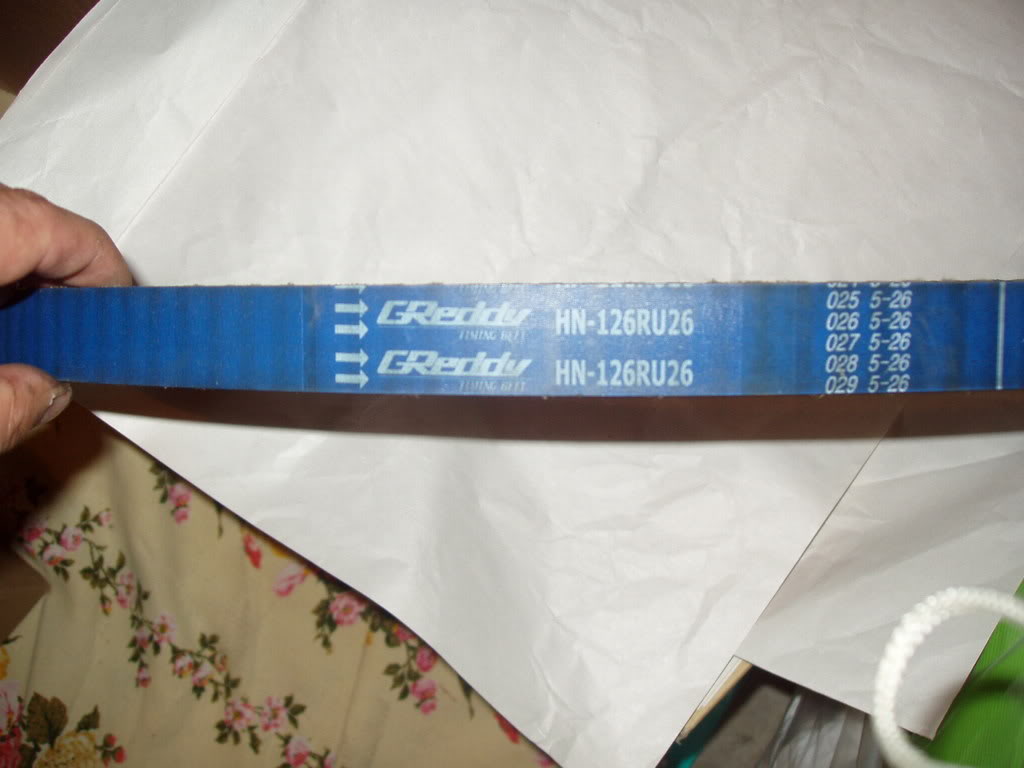 GReddy HN-126RU26
TIMING BELT
GReddy HN-126RU26
TIMING BELT
025 5-26
026 5-26
027 5-26
028 5-26
029 5-26